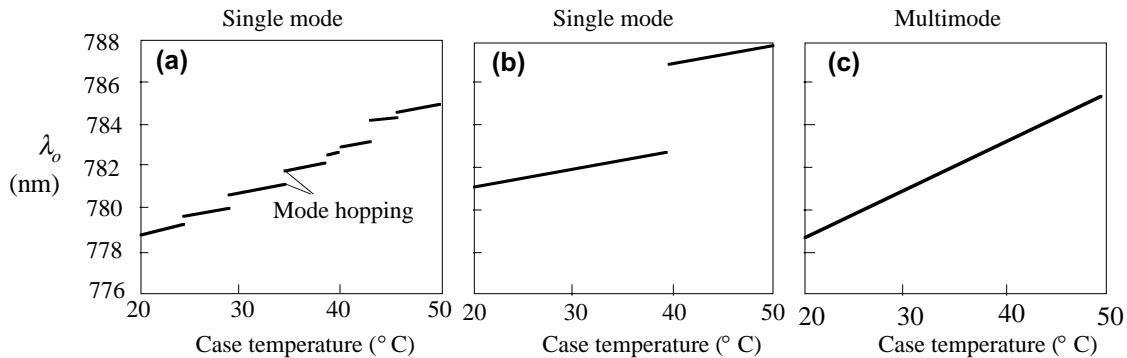 Single mode
Single mode
Multimode
788
786
784
782
780
778
776
λo
(nm)
(a)
Mode hopping
20
30
40
50
Case temperature (° C)
(b)
20
30
40
50
Case temperature (° C)
(c)
20
30
40
50
Case temperature (° C)